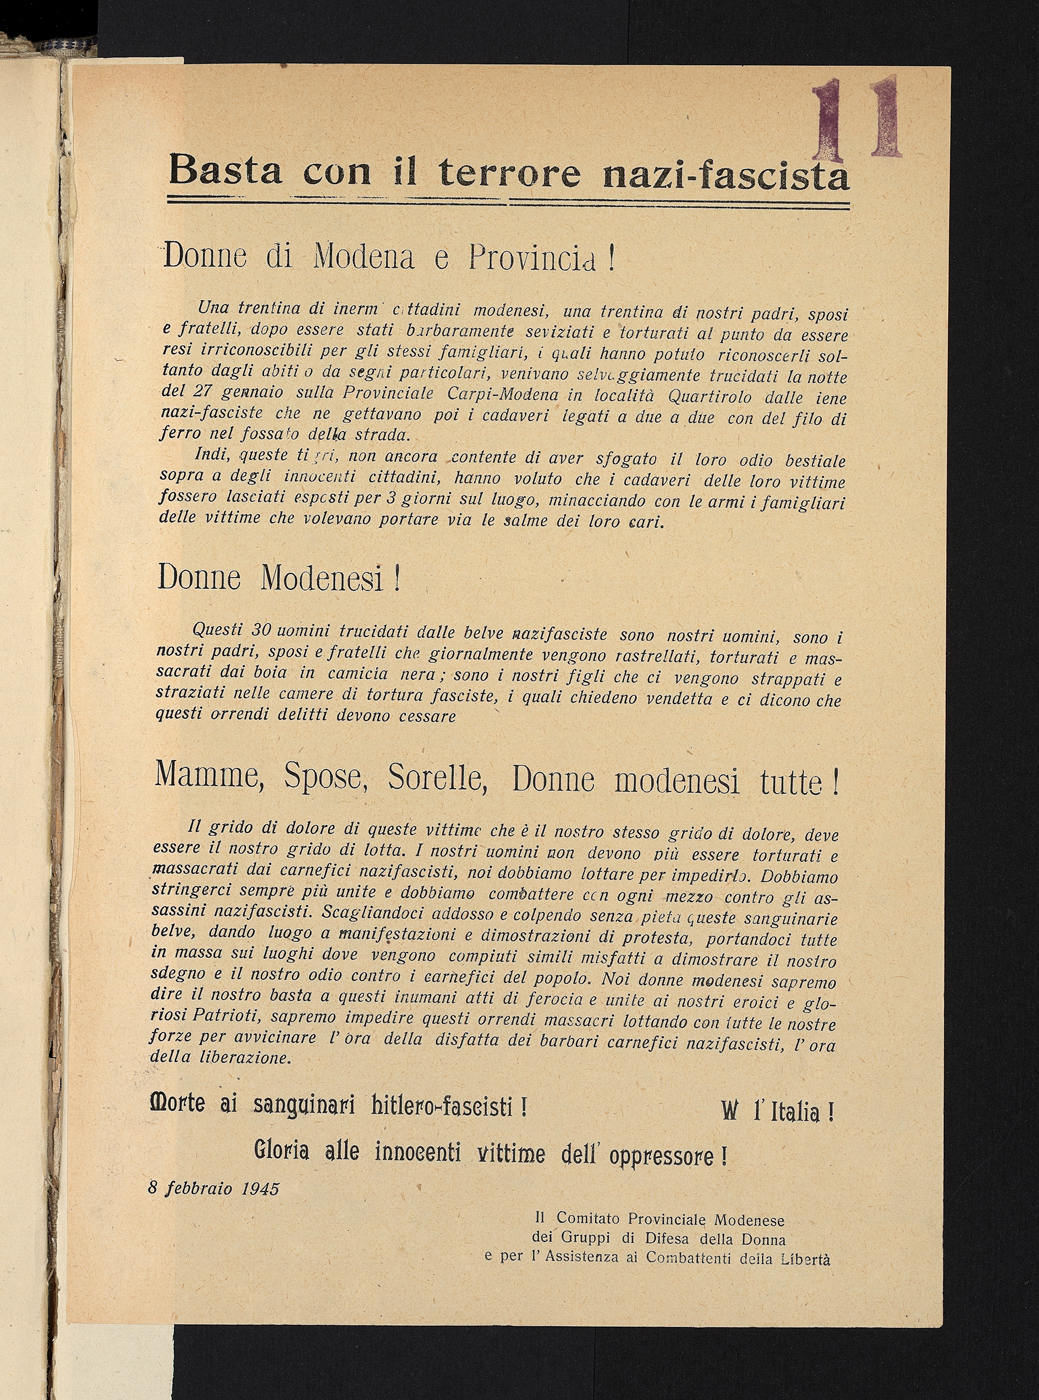 11
Basta con il terrore nazi-fascista
Donne di Modena e Provincia !
Una trentina di inerm cittadini modenesi, una trentina di nostri padri, sposi
e fratelli, dopo essere stati barbaramente seviziati e torturati al punto da essere
resi irriconoscibili per gli stessi famigliari, i quali hanno potuto riconoscerli sol-
tanto dagli abiti o da segni particolari, venivano selvaggiamente trucidati la notte
del 27 gennaio sulla Provinciale Carpi-Modena in località Quartirolo dalle iene
nazi-fasciste che ne gettavano poi i cadaveri legati a due a due con del filo di
ferro nel fossato della strada.
Indi, queste tigri, non ancora contente di aver sfogato il loro odio bestiale
sopra a degli innocenti cittadini, hanno voluto che i cadaveri delle loro vittime
fossero lasciati esposti per 3 giorni sul luogo, minacciando con le armi i famigliari
delle vittime che volevano portare via le salme dei loro cari.
Donne Modenesi !
Questi 30 uomini trucidati dalle belve nazifasciste sono nostri uomini, sono i
nostri padri, sposi e fratelli che giornalmente vengono rastrellati, torturati e mas-
sacrati dai boia in camicia nera ; sono i nostri figli che ci vengono strappati e
straziati nelle camere di tortura fasciste, i quali chiedeno vendetta e ci dicono che
questi orrendi delitti devono cessare
Mamme, Spose, Sorelle, Donne modenesi tutte !
Il grido di dolore di queste vittime che è il nostro stesso grido di dolore, deve
essere il nostro grido di lotta. I nostri uomini non devono più essere torturati e
massacrati dai carnefici nazifascisti, noi dobbiamo lottare per impedirlo. Dobbiamo
stringerci sempre più unite e dobbiamo combattere con ogni mezzo contro gli as-
sassini nazifascisti. Scagliandoci addosso e colpendo senza pietà queste sanguinarie
belve, dando luogo a manifestazioni e dimostrazioni di protesta, portandoci tutte
in massa sui luoghi dove vengono compiuti simili misfatti a dimostrare il nostro
sdegno e il nostro odio contro i carnefici del popolo. Noi donne modenesi sapremo
dire il nostro basta a questi inumani atti di ferocia e unite ai nostri eroici e glo-
riosi Patrioti, sapremo impedire questi orrendi massacri lottando con tutte le nostre
forze per avvicinare l' ora della disfatta dei barbari carnefici nazifascisti, l' ora
della liberazione.
Morte ai sanguinari hitlero-fascisti ! W l' Italia !
Gloria alle innocenti vittime dell' oppressore !
8 febbraio 1945
Il Comitato Provinciale Modenese
dei Gruppi di Difesa della Donna
e per l' Assistenza ai Combattenti della Libertà